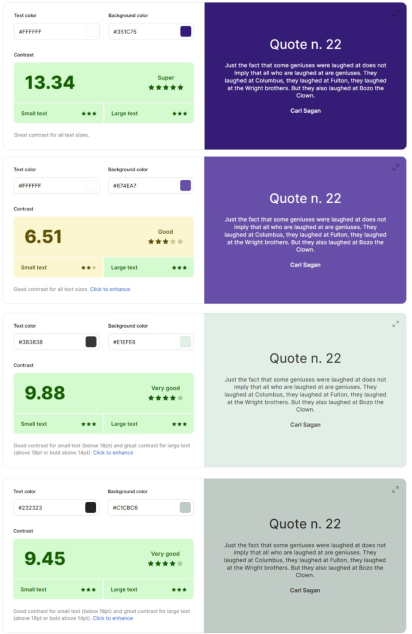 Text color
Background color
#FFFFFF
#351C75
Contrast
13.34
Super
★★★★★
Small text ★★★
Large text ★★★
Great contrast for all text sizes.
Quote n. 22
Just the fact that some geniuses were laughed at does not
imply that all who are laughed at are geniuses. They
laughed at Columbus, they laughed at Fulton, they laughed
at the Wright brothers. But they also laughed at Bozo the
Clown.
Carl Sagan
Text color
Background color
#FFFFFF
#674EA7
Contrast
6.51
Good
★★★★★
Small text ★★★
Large text ★★★
Good contrast for all text sizes. Click to enhance
Quote n. 22
Just the fact that some geniuses were laughed at does not
imply that all who are laughed at are geniuses. They
laughed at Columbus, they laughed at Fulton, they laughed
at the Wright brothers. But they also laughed at Bozo the
Clown.
Carl Sagan
Text color
Background color
#3B3838
#E1EFE6
Contrast
9.88
Very good
★★★★★
Small text ★★★
Large text ★★★
Good contrast for small text (below 18pt) and great contrast for large text
(above 18pt or bold above 14pt). Click to enhance
Quote n. 22
Just the fact that some geniuses were laughed at does not
imply that all who are laughed at are geniuses. They
laughed at Columbus, they laughed at Fulton, they laughed
at the Wright brothers. But they also laughed at Bozo the
Clown.
Carl Sagan
Text color
Background color
#232323
#C1CBC6
Contrast
9.45
Very good
★★★★★
Small text ★★★
Large text ★★★
Good contrast for small text (below 18pt) and great contrast for large text
(above 18pt or bold above 14pt). Click to enhance
Quote n. 22
Just the fact that some geniuses were laughed at does not
imply that all who are laughed at are geniuses. They
laughed at Columbus, they laughed at Fulton, they laughed
at the Wright brothers. But they also laughed at Bozo the
Clown.
Carl Sagan